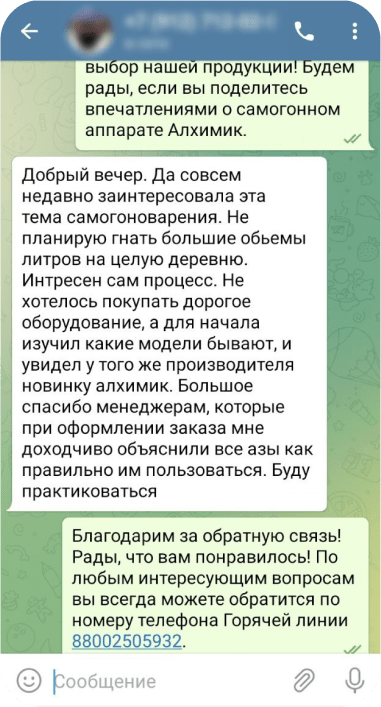 выбор нашей продукции! Будем
рады, если вы поделитесь
впечатлениями о самогонном
аппарате Алхимик.
Добрый вечер. Да совсем
недавно заинтересовала эта
тема самогоноварения. Не
планирую гнать большие обьемы
литров на целую деревню.
Интресен сам процесс. Не
хотелось покупать дорогое
оборудование, а для начала
изучил какие модели бывают, и
увидел у того же производителя
новинку алхимик. Большое
спасибо менеджерам, которые
при оформлении заказа мне
доходчиво объяснили все азы как
правильно им пользоваться. Буду
практиковаться
Благодарим за обратную связь!
Рады, что вам понравилось! По
любым интересующим вопросам
вы всегда можете обратится по
номеру телефона Горячей линии
88002505932.
Сообщение